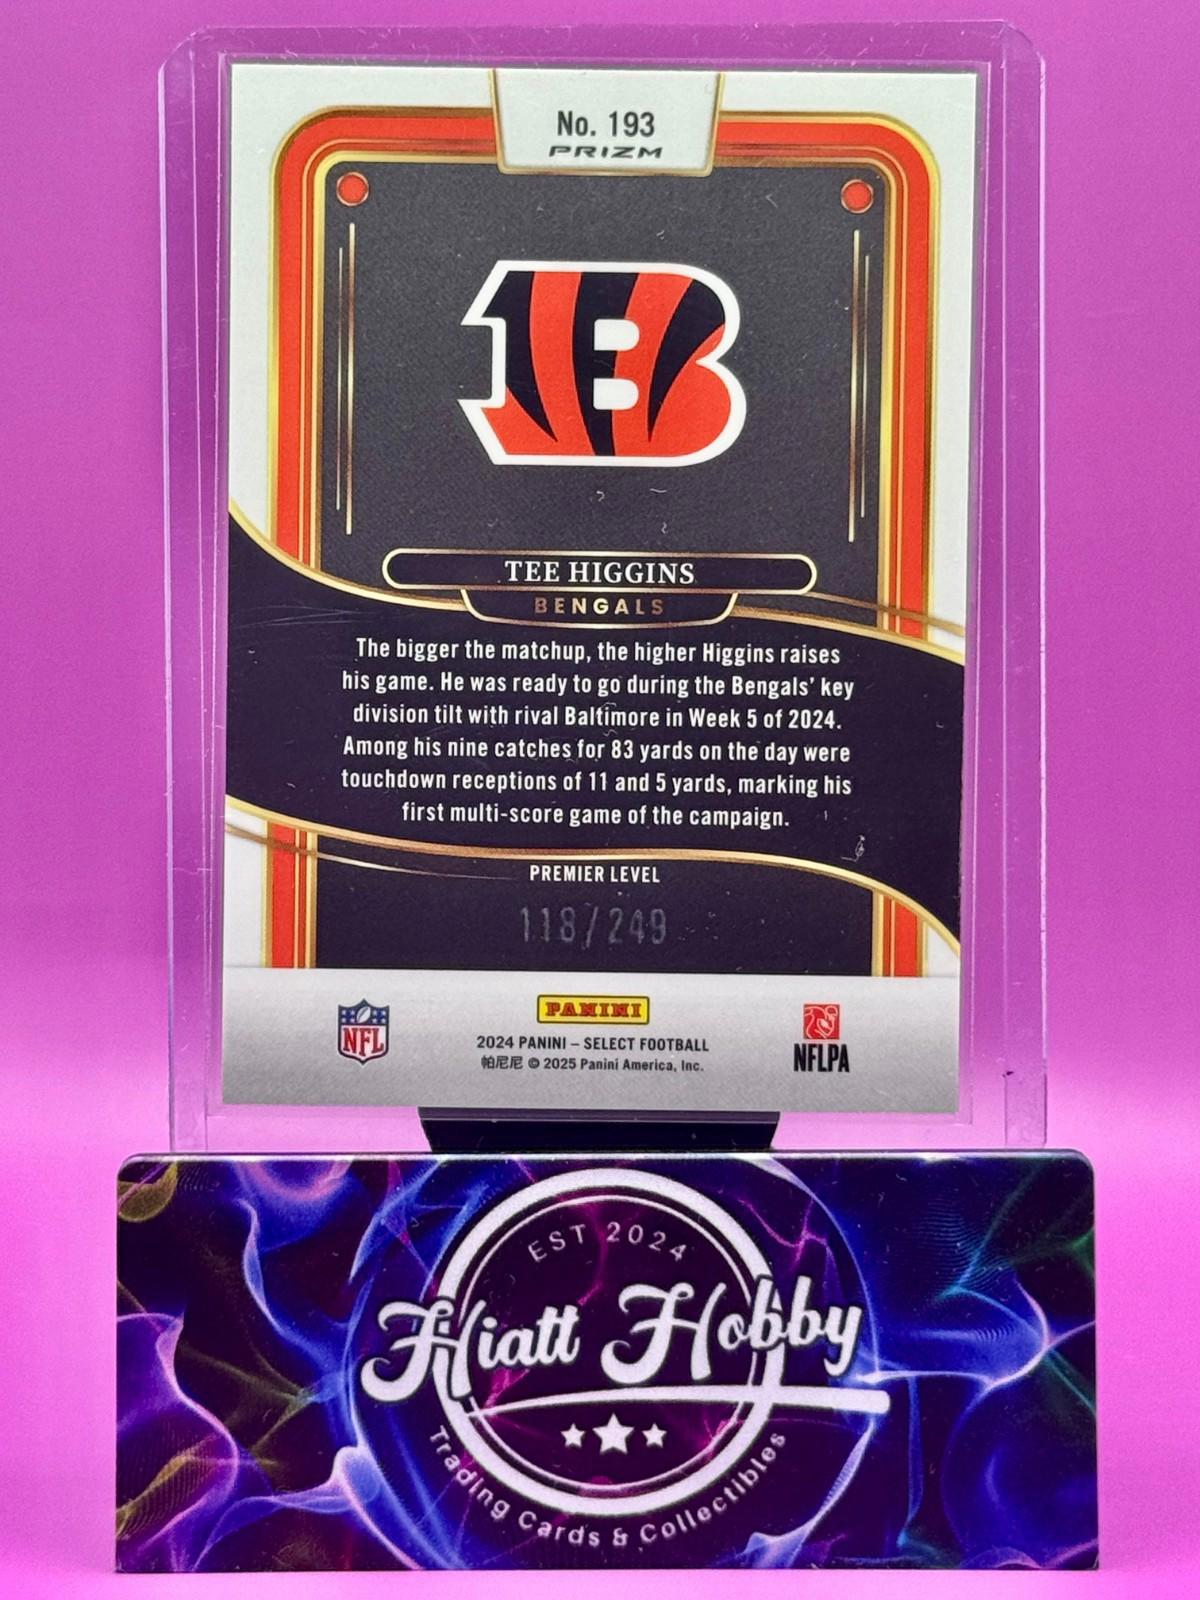 No. 193
PRIZM
TEE HIGGINS
BENGALS
The bigger the matchup, the higher Higgins raises
his game. He was ready to go during the Bengals' key
division tilt with rival Baltimore in Week 5 of 2024.
Among his nine catches for 83 yards on the day were
touchdown receptions of 11 and 5 yards, marking his
first multi-score game of the campaign.
PREMIER LEVEL
118/249
NFL
PANINI
2024 PANINI – SELECT FOOTBALL
帕尼尼 © 2025 Panini America, Inc.
NFLPA
EST 2024
Hiatt Hobby
Trading Cards & Collectibles